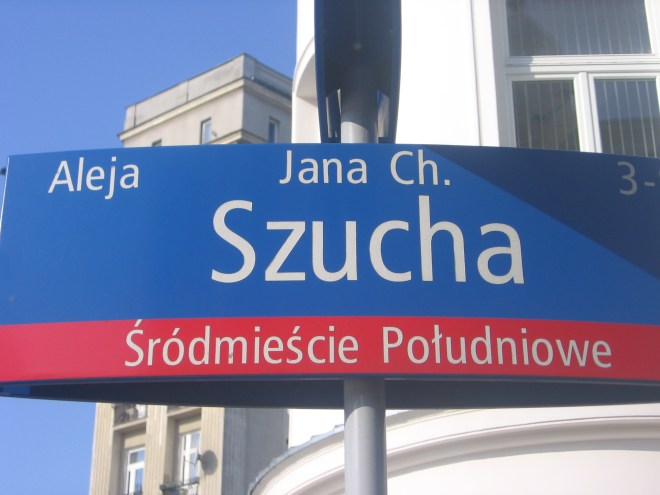 Aleja Jana Ch. 3-
Szucha
Śródmieście Południowe